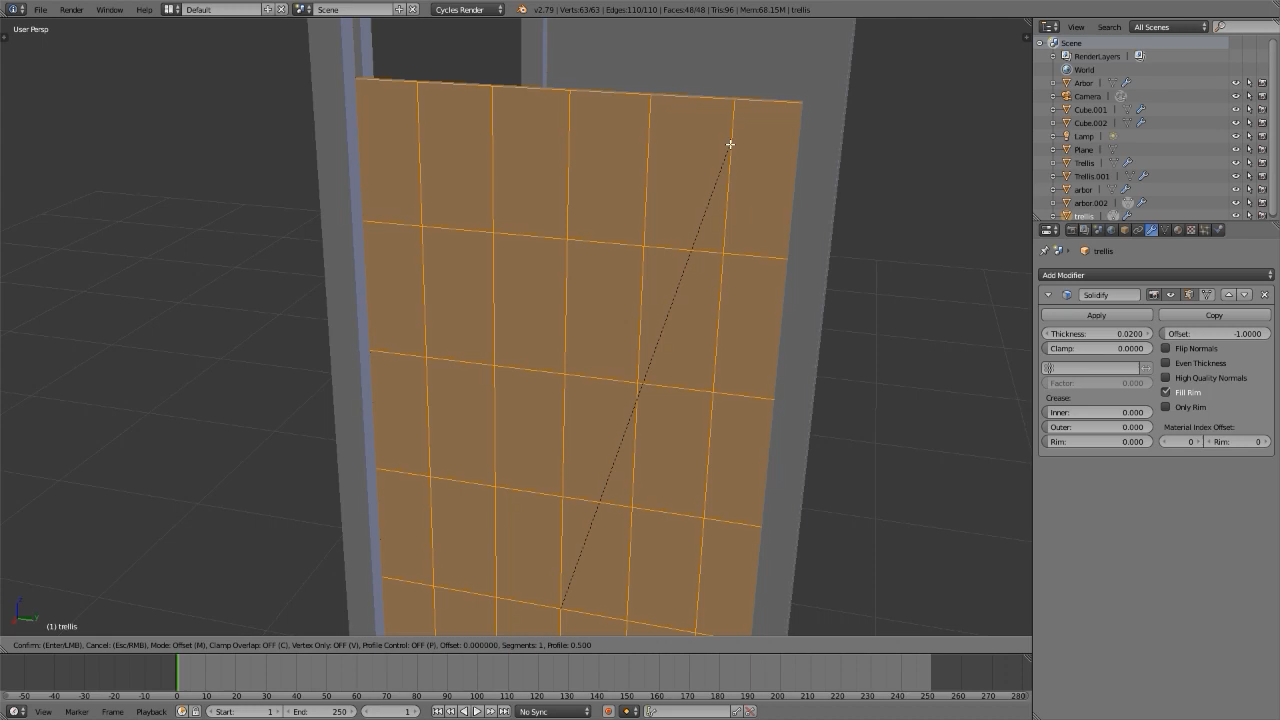 File Render Window Help Default Scene Cycles Render v2.79 | Verts:63/63 | Edges:110/110 | Faces:48/48 | Tris:96 | Mem:68.15M | trellis
User Persp
View Search All Scenes
Scene
RenderLayers
World
Arbor
Camera
Cube.001
Cube.002
Lamp
Plane
Trellis
Trellis.001
arbor
arbor.002
trellis
trellis
Add Modifier
Solidify
Apply Copy
Thickness: 0.0200 Offset: -1.0000
Clamp: 0.0000 Flip Normals
Even Thickness
High Quality Normals
Factor: 0.000
Fill Rim
Crease:
Only Rim
Inner: 0.000
Outer: 0.000 Material Index Offset:
Rim: 0.000 0 Rim: 0
(1) trellis
Confirm: (Enter/LMB), Cancel: (Esc/RMB), Mode: Offset (M), Clamp Overlap: OFF (C), Vertex Only: OFF (V), Profile Control: OFF (P), Offset: 0.000000, Segments: 1, Profile: 0.500
-50 -40 -30 -20 -10 0 10 20 30 40 50 60 70 80 90 100 110 120 130 140 150 160 170 180 190 200 210 220 230 240 250 260 270 280
View Marker Frame Playback Start: 1 End: 250 1 No Sync